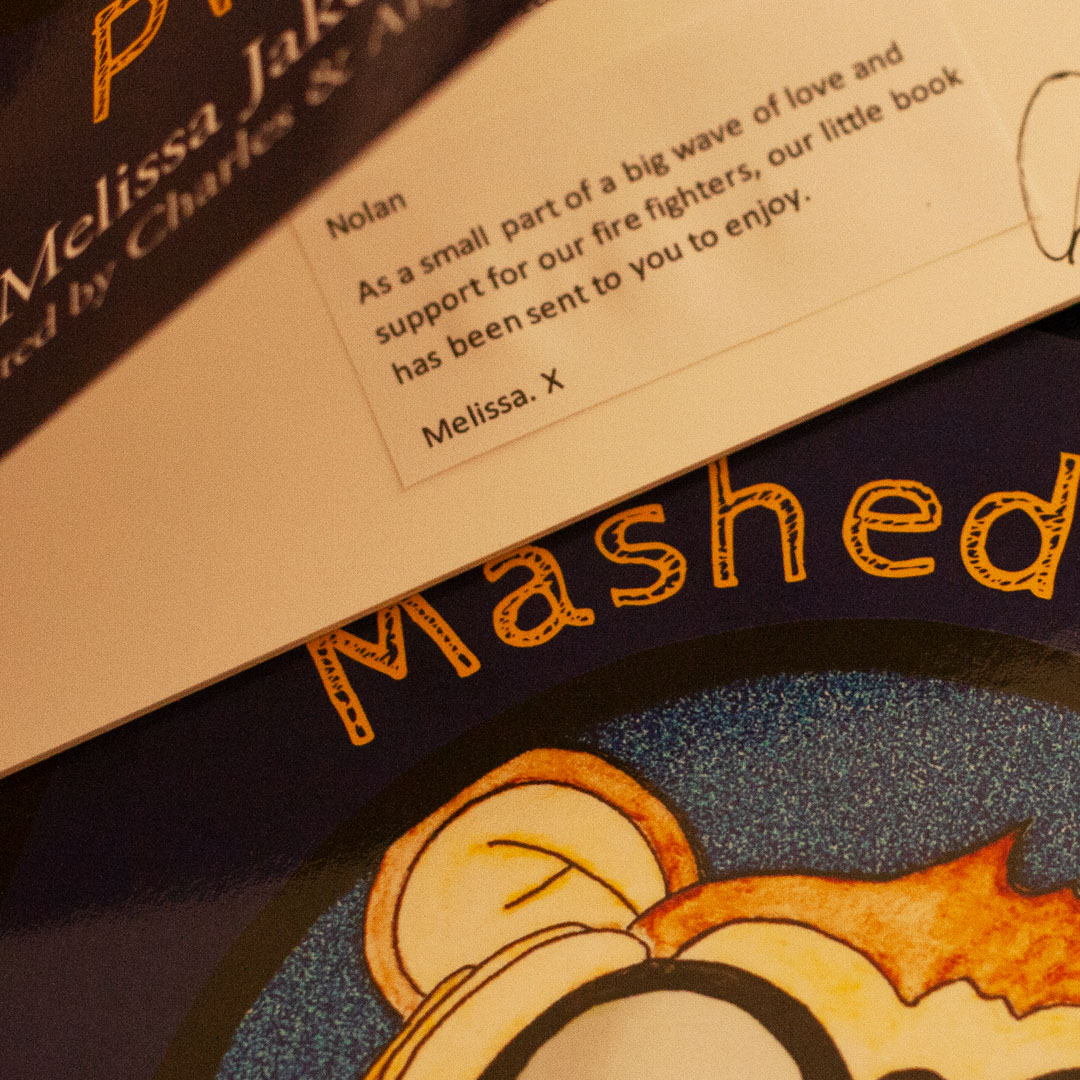 Melissa
by Charles &
Nolan
As a small part of a big wave of love and
support for our fire fighters, our little book
has been sent to you to enjoy.
Melissa. X
Mashed